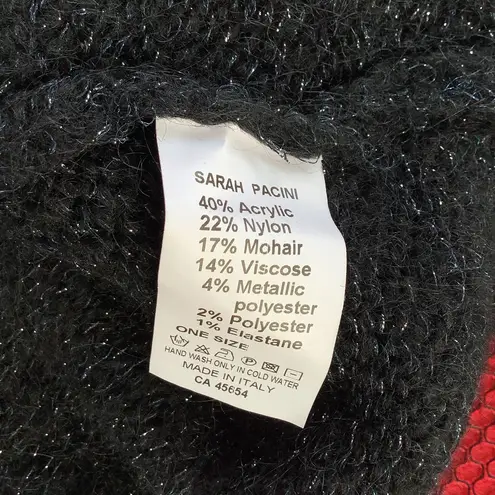 SARAH PACINI
40% Acrylic
22% Nylon
17% Mohair
14% Viscose
4% Metallic
polyester
2% Polyester
1% Elastane
ONE SIZE
HAND WASH ONLY IN COLD WATER
MADE IN ITALY
CA 45654